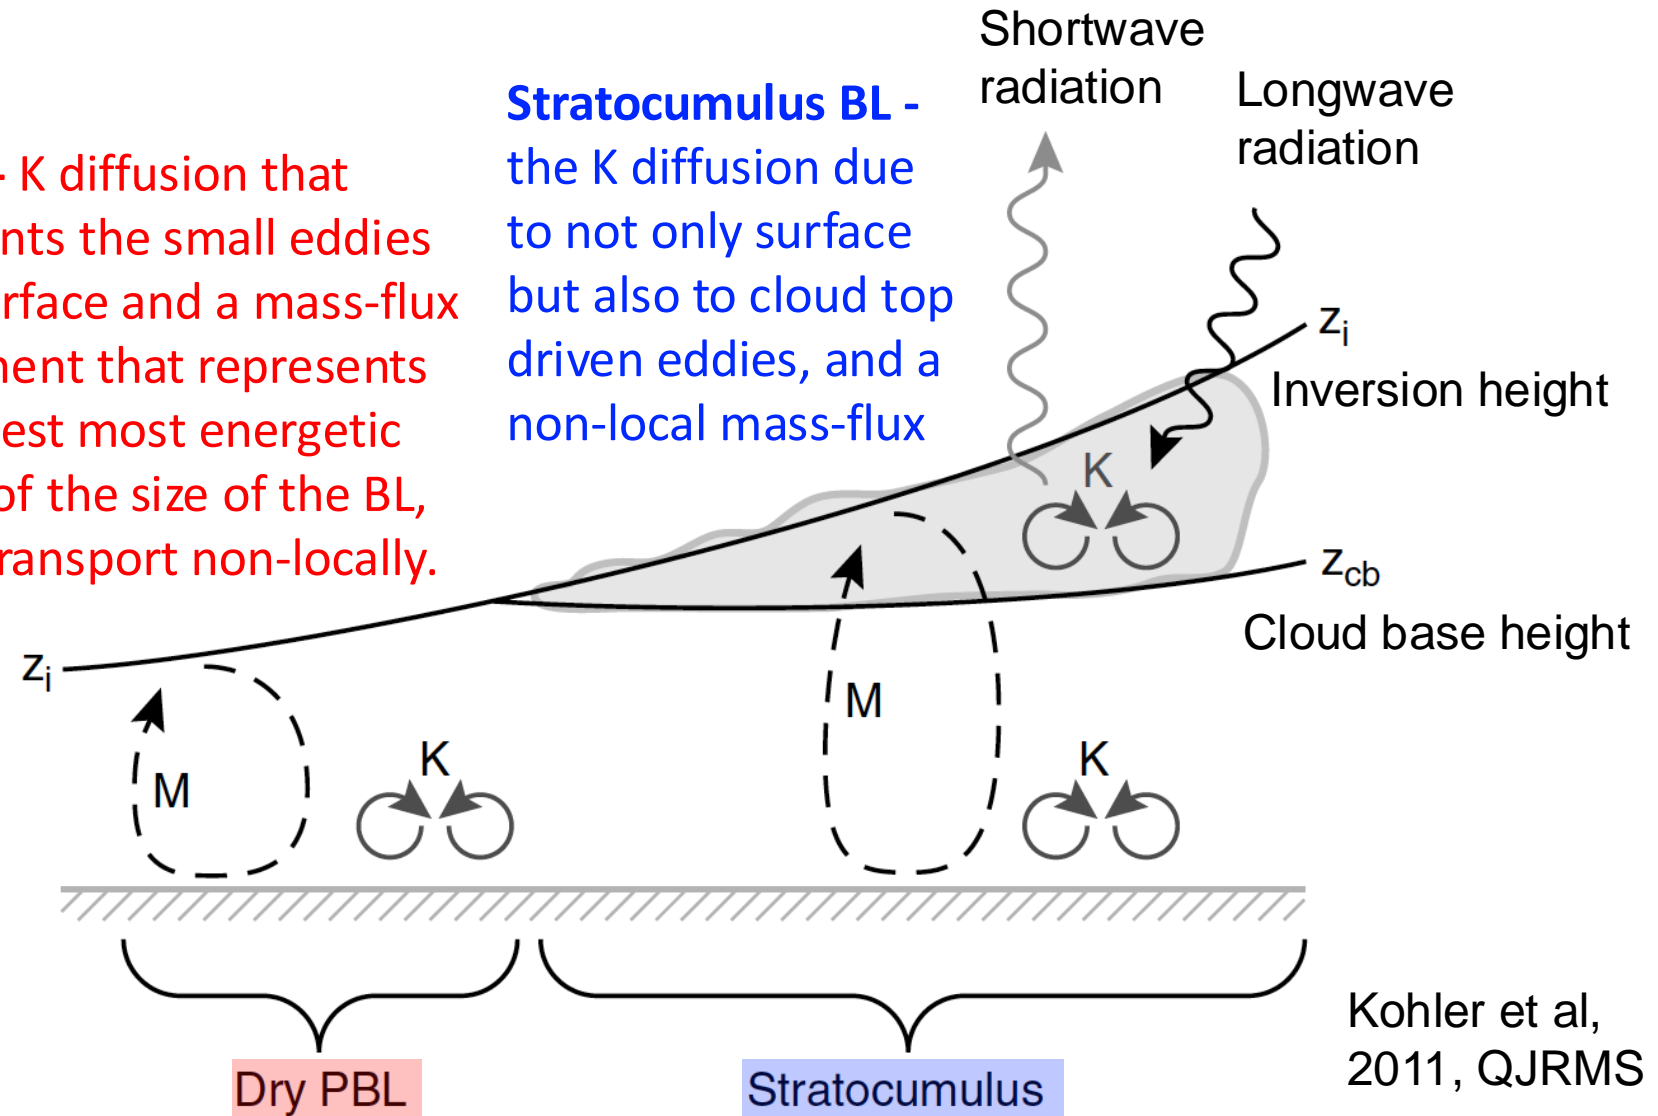 - K diffusion that
nts the small eddies
rface and a mass-flux
nent that represents
est most energetic
of the size of the BL,
ransport non-locally.
Stratocumulus BL -
the K diffusion due
to not only surface
but also to cloud top
driven eddies, and a
non-local mass-flux
Shortwave
radiation
Longwave
radiation
zi
Inversion height
K
zcb
Cloud base height
zi
M
K
M
K
Dry PBL
Stratocumulus
Kohler et al,
2011, QJRMS